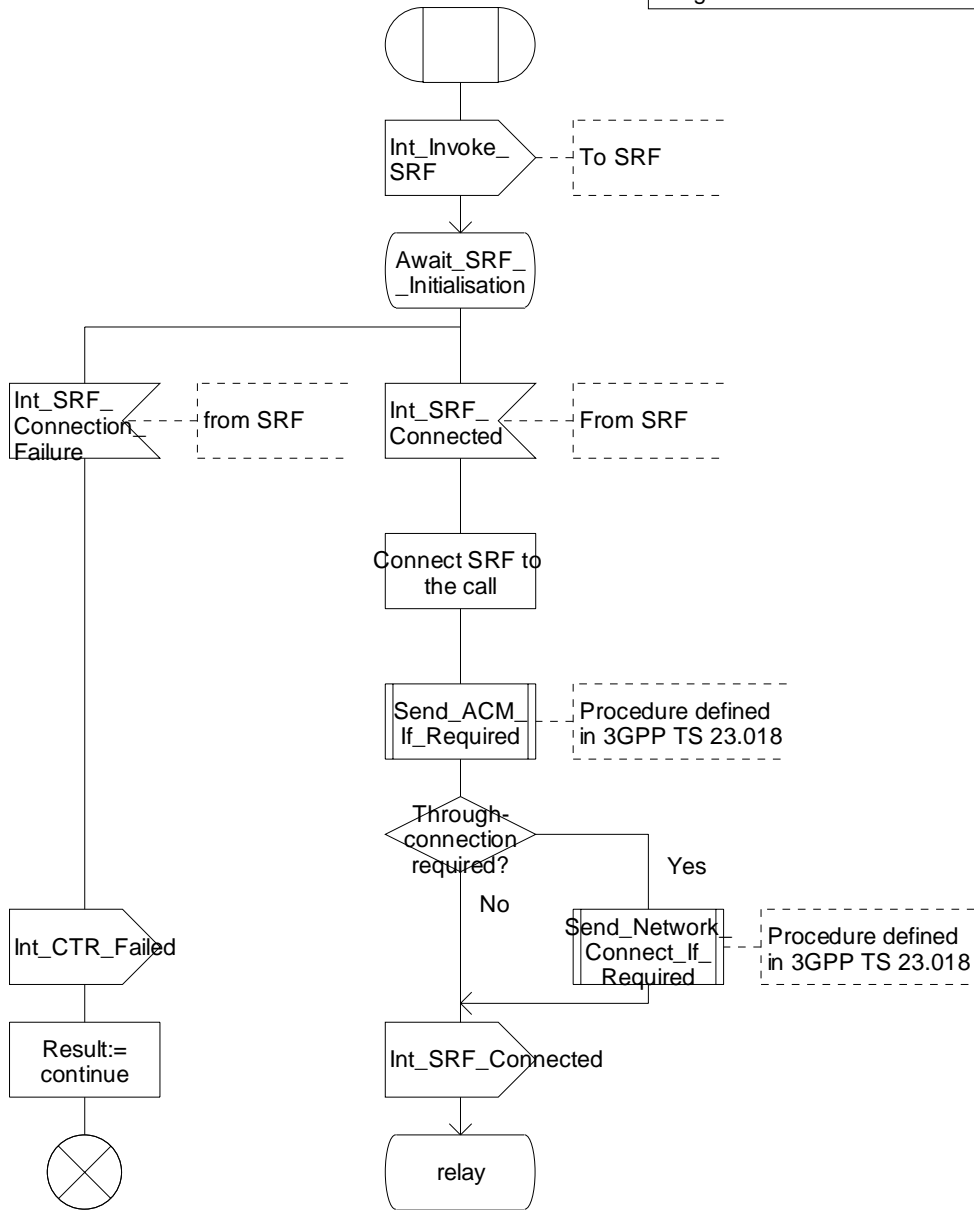 Int_Invoke_
SRF
To SRF
Await_SRF_
_Initialisation
Int_SRF_
Connection_
Failure
from SRF
Int_SRF_
Connected
From SRF
Connect SRF to
the call
Send_ACM_
If_Required
Procedure defined
in 3GPP TS 23.018
Through-
connection
required?
Yes
No
Send_Network_
Connect_If_
Required
Procedure defined
in 3GPP TS 23.018
Int_CTR_Failed
Result:=
continue
Int_SRF_Connected
relay